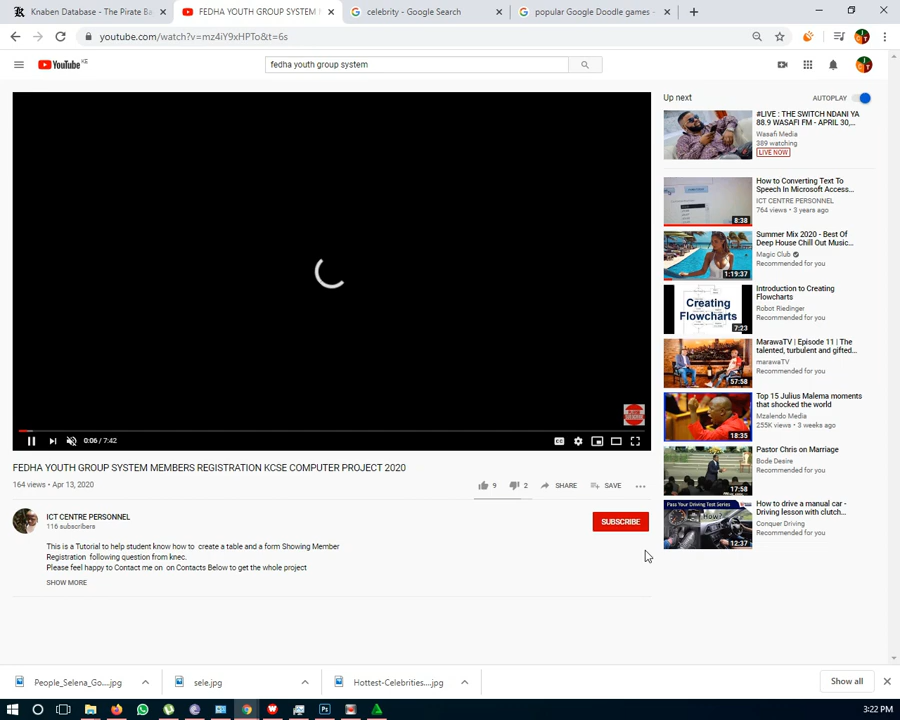 Knaben Database - The Pirate Ba
FEDHA YOUTH GROUP SYSTEM M
celebrity - Google Search
popular Google Doodle games -
youtube.com/watch?v=mz4iY9xHPTo&t=6s
YouTube KE
fedha youth group system
Up next
AUTOPLAY
#LIVE : THE SWITCH NDANI YA
88.9 WASAFI FM - APRIL 30,...
Wasafi Media
389 watching
LIVE NOW
How to Converting Text To
Speech In Microsoft Access...
ICT CENTRE PERSONNEL
764 views • 3 years ago
8:38
Summer Mix 2020 - Best Of
Deep House Chill Out Music...
Magic Club
Recommended for you
1:19:37
Introduction to Creating
Flowcharts
Robert Riedinger
Recommended for you
Creating
Flowcharts
7:23
MarawaTV | Episode 11 | The
talented, turbulent and gifted...
marawaTV
Recommended for you
57:58
Top 15 Julius Malema moments
that shocked the world
Mzalendo Media
255K views • 3 weeks ago
18:35
Pastor Chris on Marriage
Bode Desire
Recommended for you
17:58
How to drive a manual car -
Driving lesson with clutch...
Conquer Driving
Recommended for you
Pass Your Driving Test Series
How?
12:37
0:06 / 7:42
FEDHA YOUTH GROUP SYSTEM MEMBERS REGISTRATION KCSE COMPUTER PROJECT 2020
164 views • Apr 13, 2020
9
2
SHARE
SAVE
ICT CENTRE PERSONNEL
116 subscribers
SUBSCRIBE
This is a Tutorial to help student know how to create a table and a form Showing Member
Registration following question from knec.
Please feel happy to Contact me on on Contacts Below to get the whole project
SHOW MORE
People_Selena_Go....jpg
sele.jpg
Hottest-Celebrities....jpg
Show all
3:22 PM